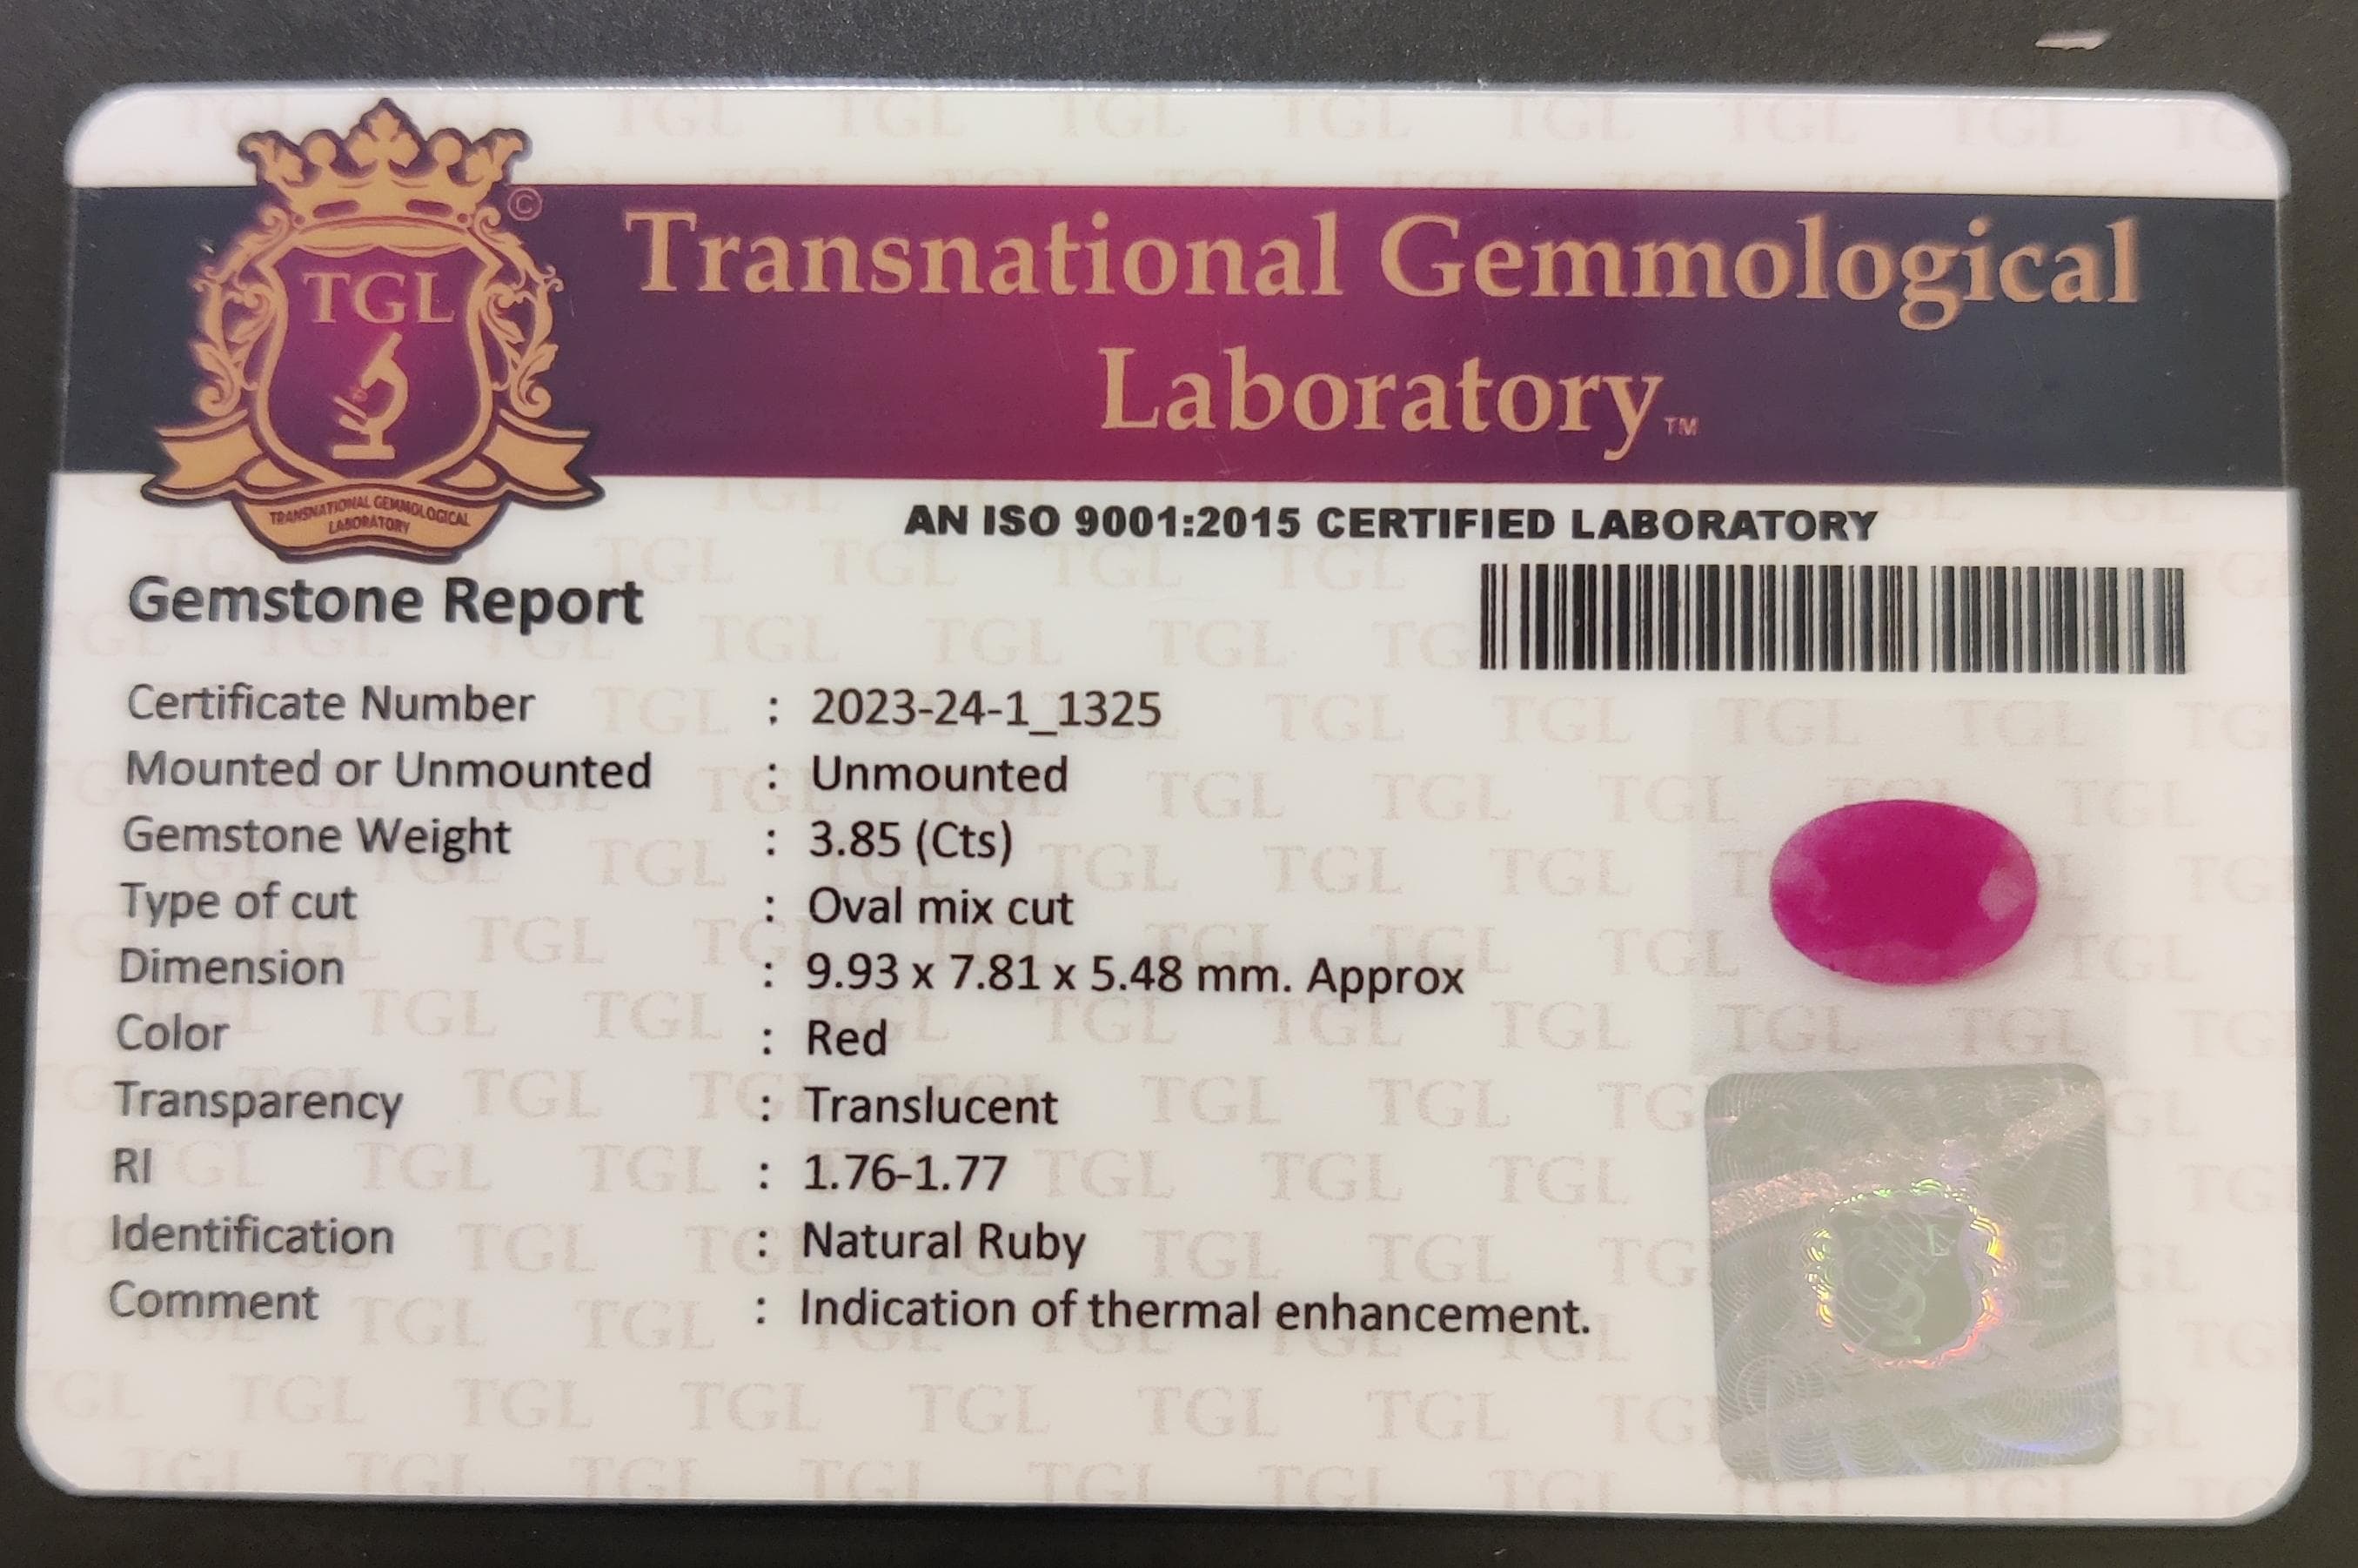 ©
TGL
TRANSNATIONAL GEMMOLOGICAL
LABORATORY
Transnational Gemmological
Laboratory™
AN ISO 9001:2015 CERTIFIED LABORATORY
Gemstone Report
Certificate Number : 2023-24-1_1325
Mounted or Unmounted : Unmounted
Gemstone Weight : 3.85 (Cts)
Type of cut : Oval mix cut
Dimension : 9.93 x 7.81 x 5.48 mm. Approx
Color : Red
Transparency : Translucent
RI : 1.76-1.77
Identification : Natural Ruby
Comment : Indication of thermal enhancement.